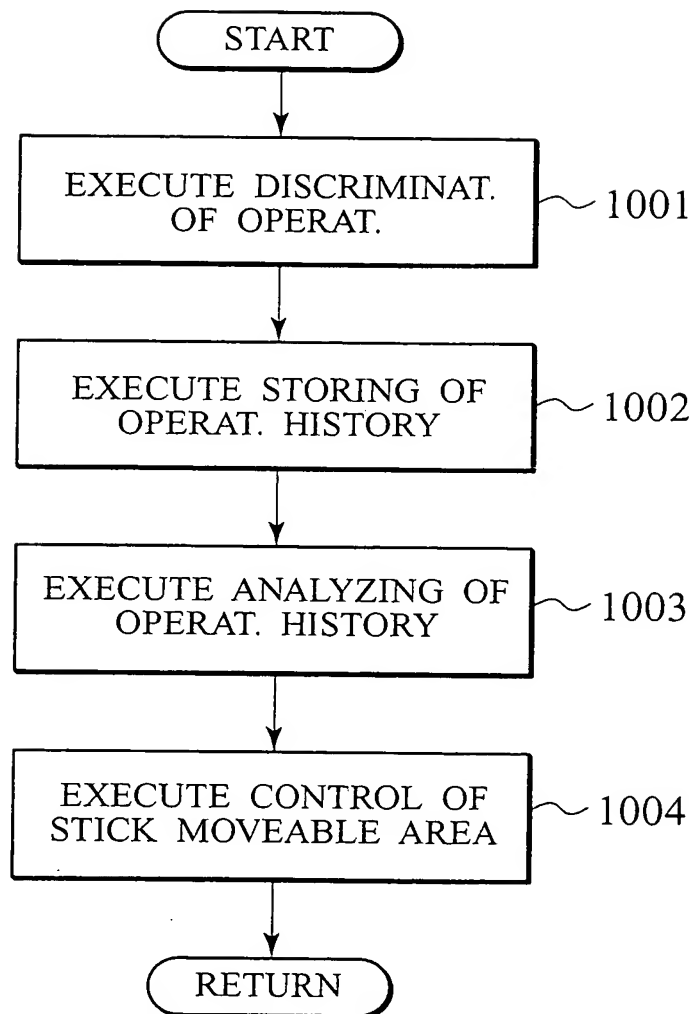 START
EXECUTE DISCRIMINAT.
OF OPERAT.
1001
EXECUTE STORING OF
OPERAT. HISTORY
1002
EXECUTE ANALYZING OF
OPERAT. HISTORY
1003
EXECUTE CONTROL OF
STICK MOVEABLE AREA
1004
RETURN